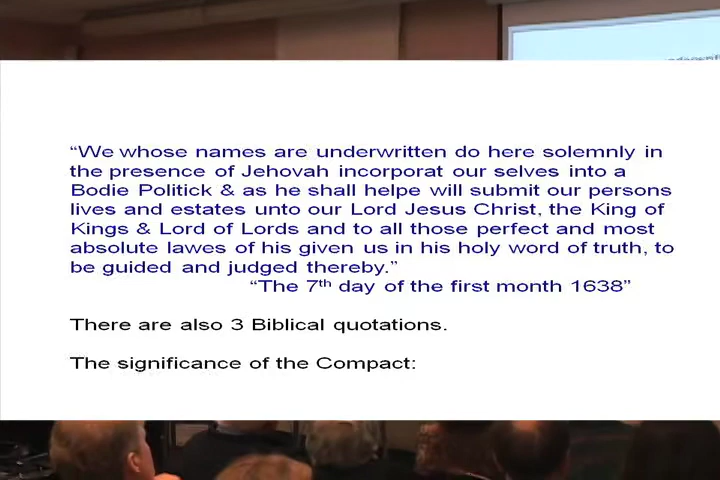 “We whose names are underwritten do here solemnly in
the presence of Jehovah incorporat our selves into a
Bodie Politick & as he shall helpe will submit our persons
lives and estates unto our Lord Jesus Christ, the King of
Kings & Lord of Lords and to all those perfect and most
absolute lawes of his given us in his holy word of truth, to
be guided and judged thereby.”
“The 7th day of the first month 1638”
There are also 3 Biblical quotations.
The significance of the Compact: